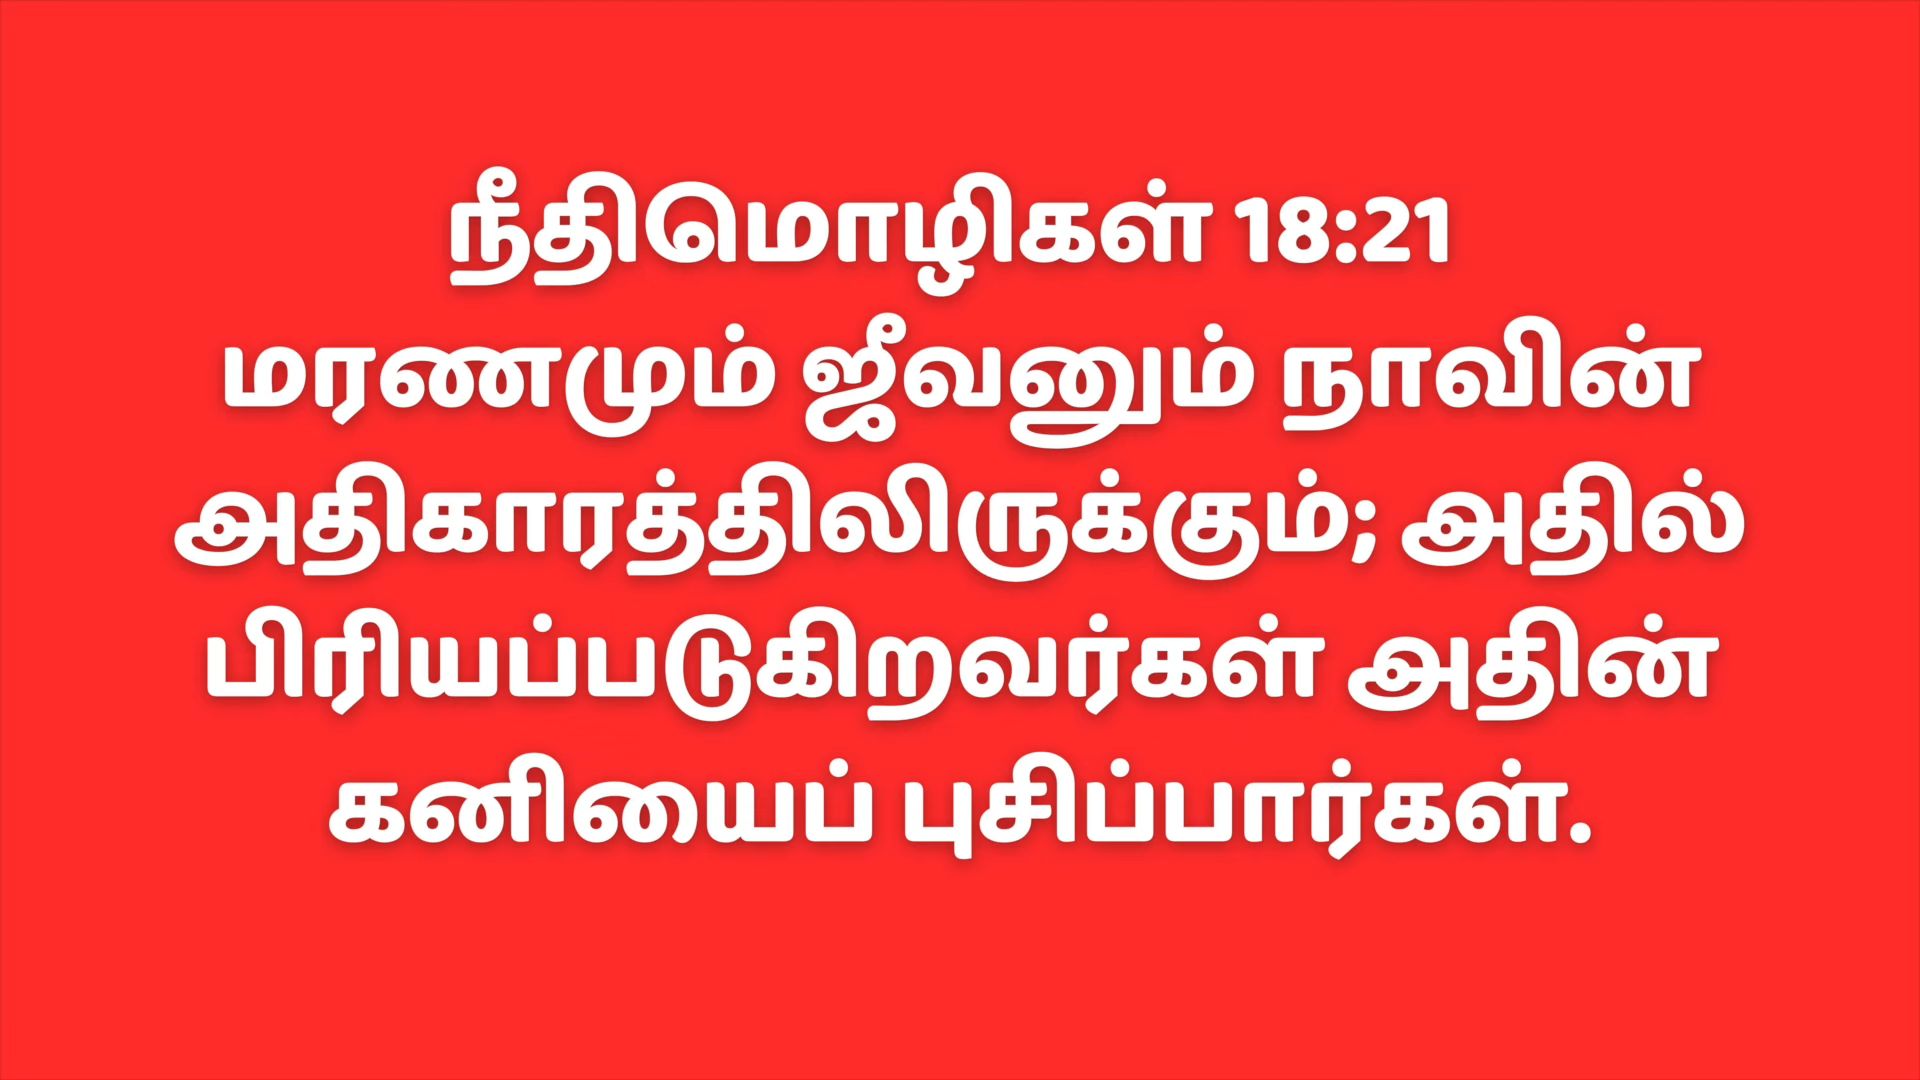 நீதிமொழிகள் 18:21
மரணமும் ஜீவனும் நாவின்
அதிகாரத்திலிருக்கும்; அதில்
பிரியப்படுகிறவர்கள் அதின்
கனியைப் புசிப்பார்கள்.